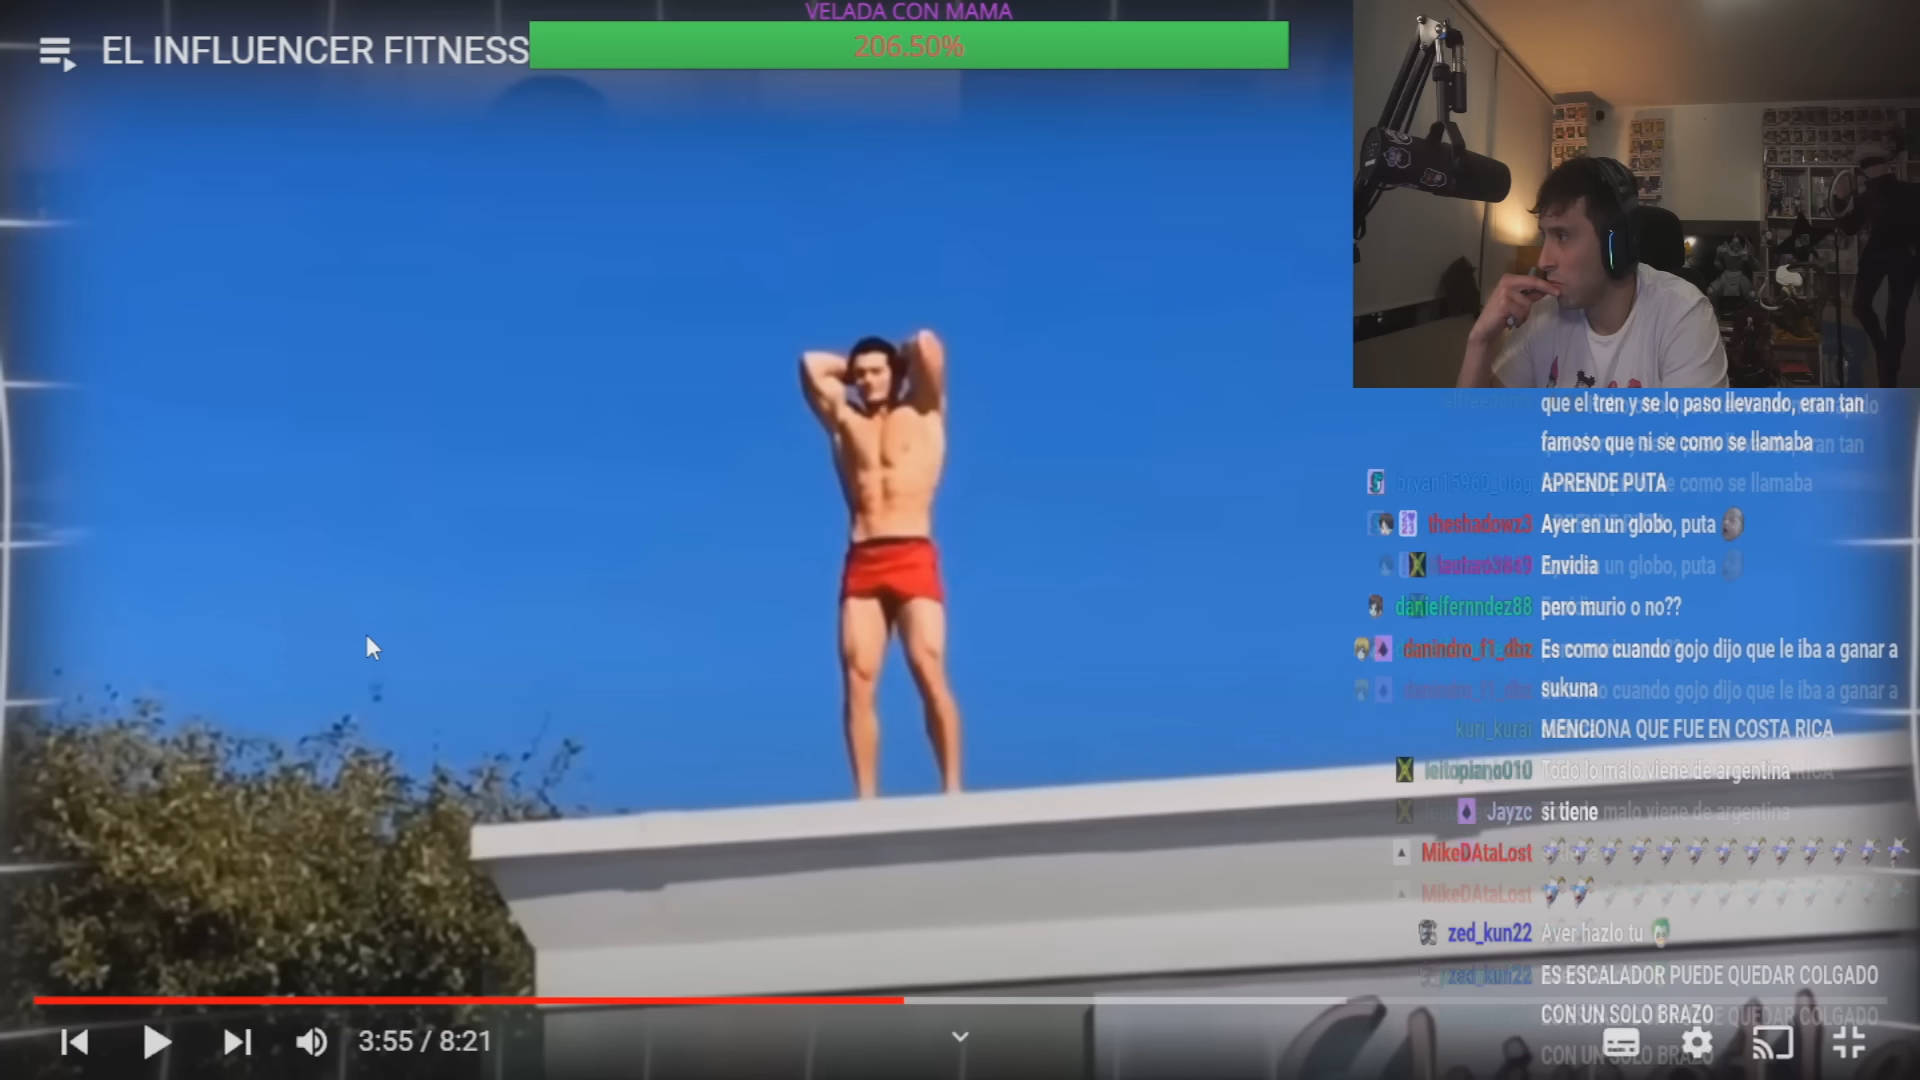 VELADA CON MAMA
EL INFLUENCER FITNESS
206.50%
que el tren y se lo paso llevando, eran tan
famoso que ni se como se llamaba
bryan15960_blog APRENDE PUTA
theshadowz3 Ayer en un globo, puta
lautaro3849 Envidia
danielfernndez88 pero murio o no??
danindro_f1_dbz Es como cuando gojo dijo que le iba a ganar a
sukuna
kuri_kurai MENCIONA QUE FUE EN COSTA RICA
leitopiano010 Todo lo malo viene de argentina
Jayzc si tiene
MikeDAtaLost
zed_kun22 Aver hazlo tu
zed_kun22 ES ESCALADOR PUEDE QUEDAR COLGADO
CON UN SOLO BRAZO
3:55 / 8:21